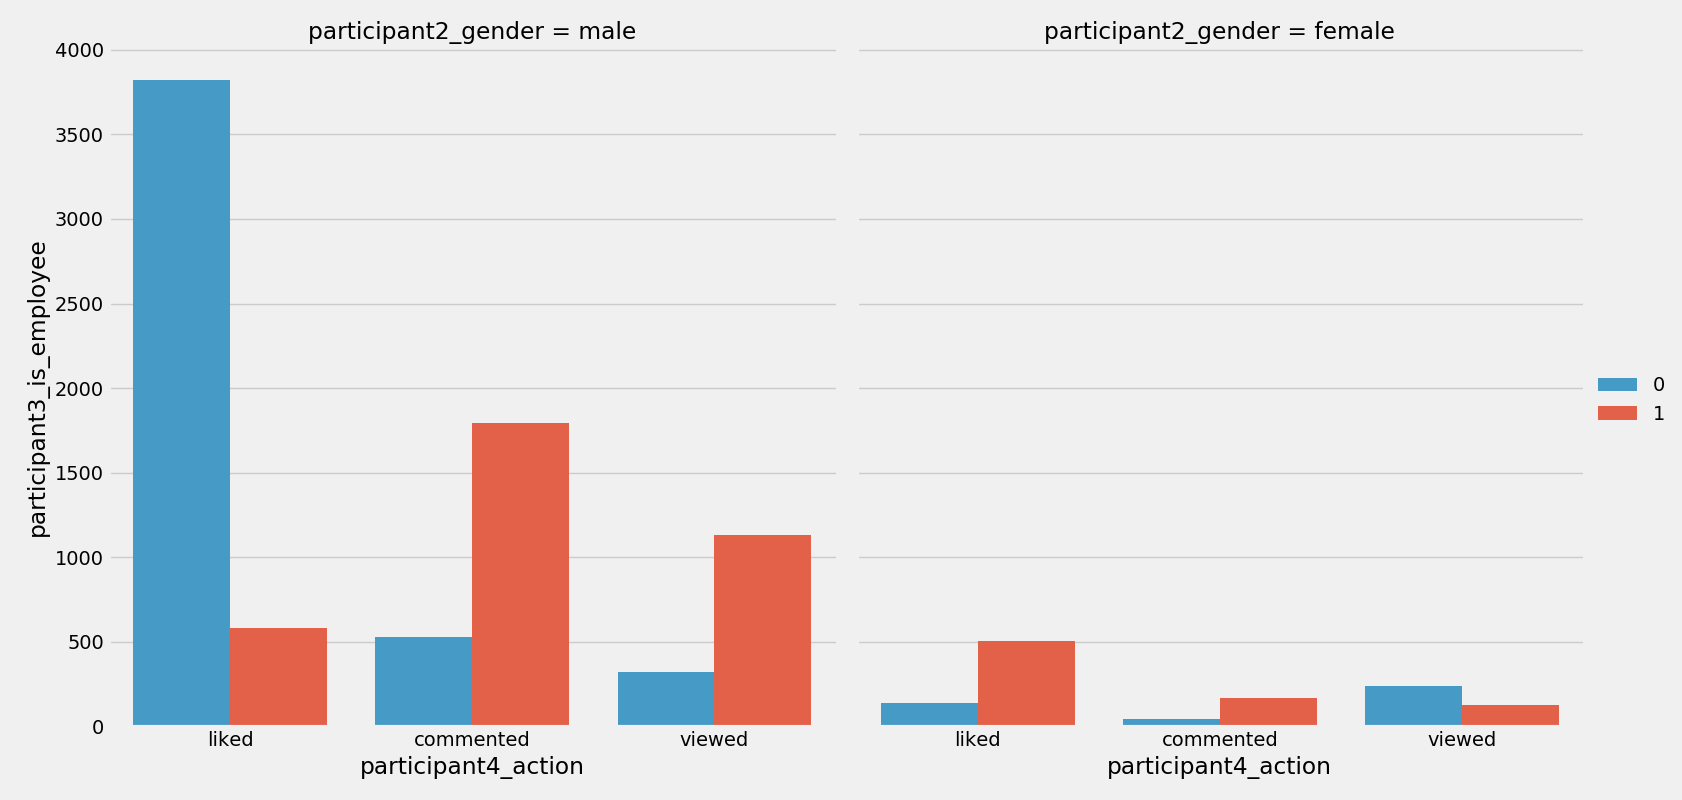 participant2_gender = male
participant2_gender = female
participant3_is_employee
4000
3500
3000
2500
2000
1500
1000
500
0
liked commented viewed
liked commented viewed
participant4_action
participant4_action
0
1